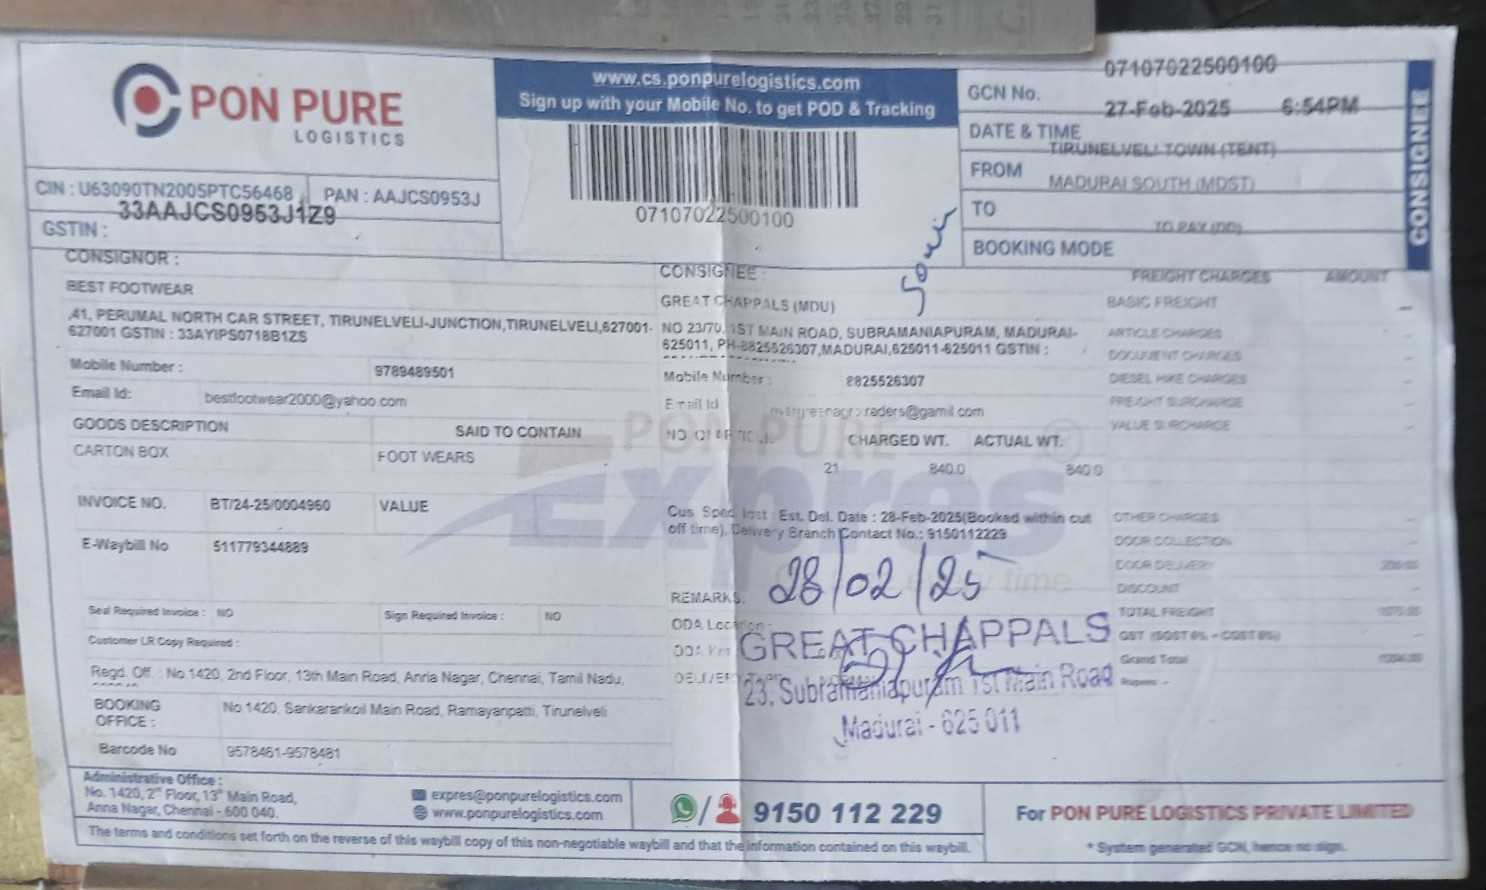 PON PURE
LOGISTICS
CIN : U63090TN2005PTC56468
PAN : AAJCS0953J
GSTIN : 33AAJCS0953J1Z9
www.cs.ponpurelogistics.com
Sign up with your Mobile No. to get POD & Tracking
07107022500100
GCN No. 07107022500100
DATE & TIME 27-Feb-2025 6:54PM
FROM TIRUNELVELI TOWN (TENT)
TO MADURAI SOUTH (MDST)
BOOKING MODE TO PAY (DD)
CONSIGNEE
CONSIGNOR :
BEST FOOTWEAR
41, PERUMAL NORTH CAR STREET, TIRUNELVELI-JUNCTION,TIRUNELVELI,627001-
627001 GSTIN : 33AYIPS0718B1ZS
Mobile Number : 9789489501
Email Id: bestfootwear2000@yahoo.com
GOODS DESCRIPTION SAID TO CONTAIN
CARTON BOX FOOT WEARS
INVOICE NO. BT/24-25/0004960 VALUE
E-Waybill No 511779344889
Seal Required Invoice : NO Sign Required Invoice : NO
Customer LR Copy Required :
Regd. Off. : No 1420, 2nd Floor, 13th Main Road, Anna Nagar, Chennai, Tamil Nadu,
BOOKING OFFICE : No 1420, Sankarankoil Main Road, Ramayanpatti, Tirunelveli
Barcode No 9578461-9578481
CONSIGNEE :
GREAT CHAPPALS (MDU)
NO 23/70, 1ST MAIN ROAD, SUBRAMANIAPURAM, MADURAI-
625011, PH-8825526307,MADURAI,625011-625011 GSTIN :
Mobile Number : 8825526307
Email Id
CHARGED WT. ACTUAL WT.
21 840.0 840.0
PON PURE
Expres
Cus Sped Inst : Est. Del. Date : 28-Feb-2025(Booked within cut
off time), Delivery Branch Contact No.: 9150112229
time
REMARKS.
28/02/25
ODA Location :
GREAT CHAPPALS
23, Subramaniapuram 1st Main Road
Madurai - 625 011
FREIGHT CHARGES AMOUNT
BASIC FREIGHT
ARTICLE CHARGES
DOCUMENT CHARGES
DIESEL HIKE CHARGES
FREIGHT SURCHARGE
VALUE SURCHARGE
OTHER CHARGES
DOOR COLLECTION
DOOR DELIVERY
DISCOUNT
TOTAL FREIGHT
Grand Total
Rupees -
Administrative Office :
No. 1420, 2nd Floor, 13th Main Road,
Anna Nagar, Chennai - 600 040.
expres@ponpurelogistics.com
www.ponpurelogistics.com
9150 112 229
For PON PURE LOGISTICS PRIVATE LIMITED
* System generated GCN, hence no sign.
The terms and conditions set forth on the reverse of this waybill copy of this non-negotiable waybill and that the information contained on this waybill.